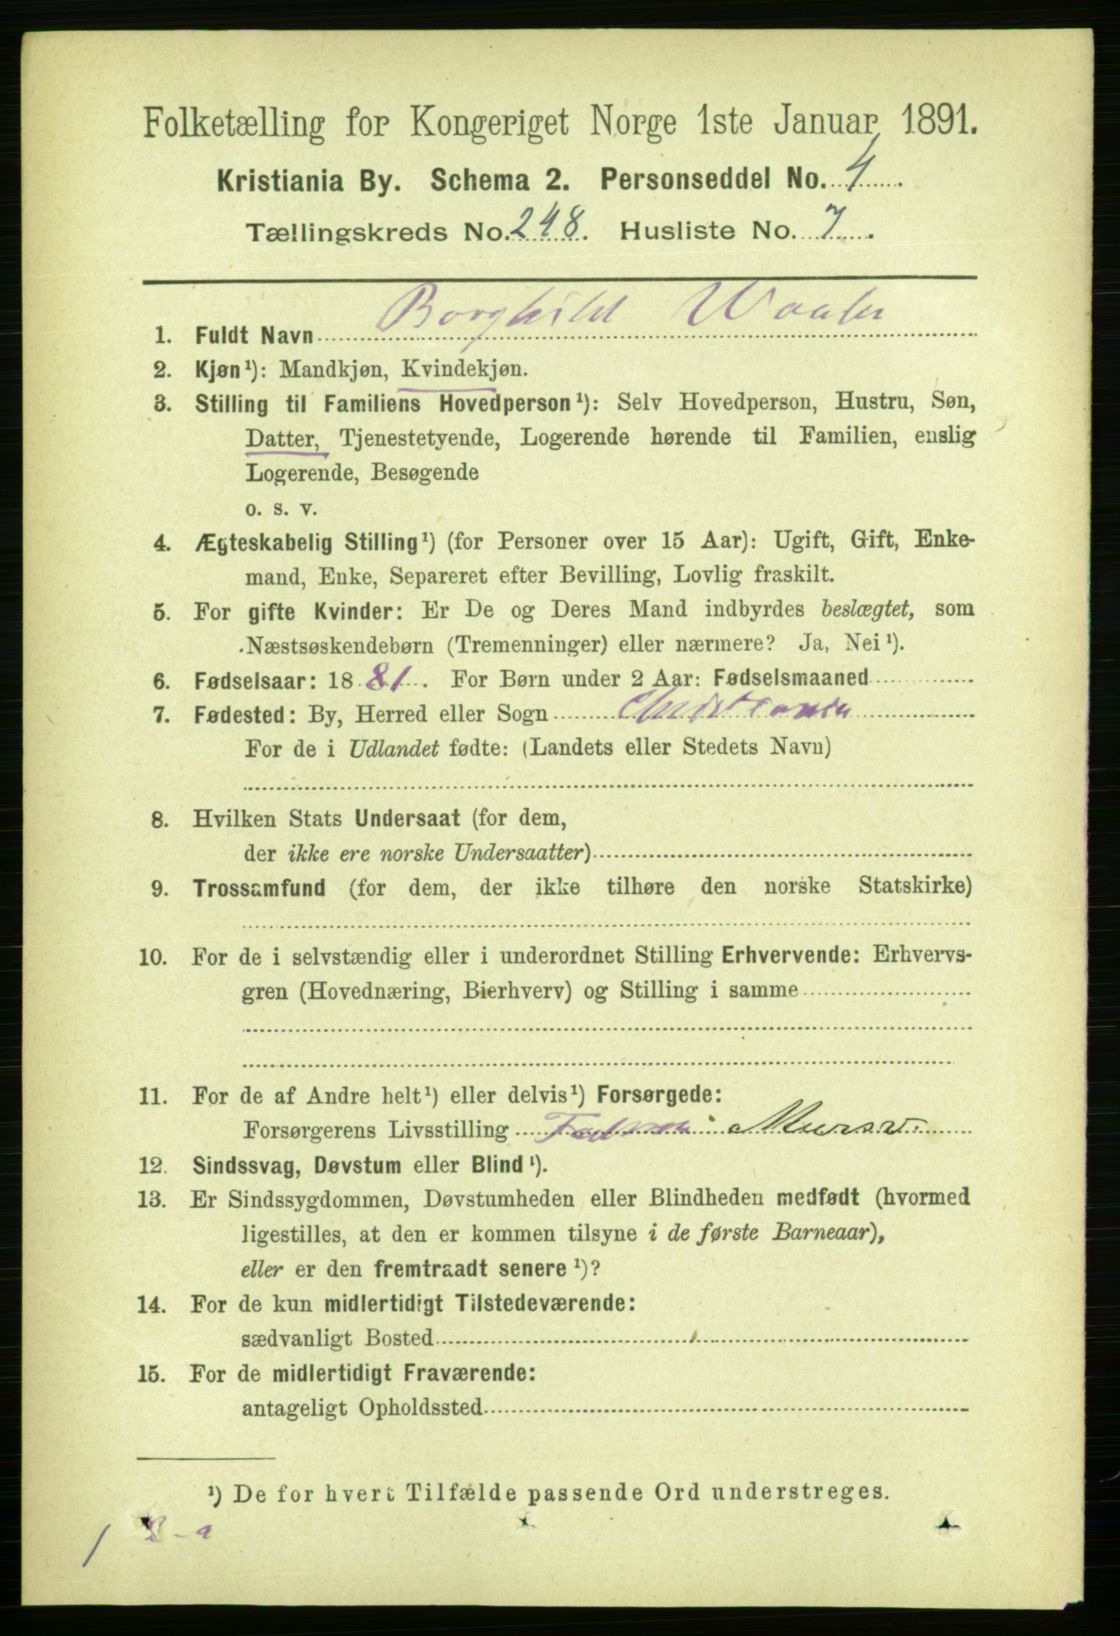 Folketælling for Kongeriget Norge 1ste Januar 1891.
Kristiania By. Schema 2. Personseddel No. 4.
Tællingskreds No. 248. Husliste No. 7.
1. Fuldt Navn Borghild Waaler
2. Kjøn¹): Mandkjøn, Kvindekjøn.
3. Stilling til Familiens Hovedperson¹): Selv Hovedperson, Hustru, Søn,
Datter, Tjenestetyende, Logerende hørende til Familien, enslig
Logerende, Besøgende
o. s. v.
4. Ægteskabelig Stilling¹) (for Personer over 15 Aar): Ugift, Gift, Enke-
mand, Enke, Separeret efter Bevilling, Lovlig fraskilt.
5. For gifte Kvinder: Er De og Deres Mand indbyrdes beslægtet, som
Næstsøskendebørn (Tremenninger) eller nærmere? Ja, Nei¹).
6. Fødselsaar: 1881. For Børn under 2 Aar: Fødselsmaaned
7. Fødested: By, Herred eller Sogn Christiania
For de i Udlandet fødte: (Landets eller Stedets Navn)
8. Hvilken Stats Undersaat (for dem,
der ikke ere norske Undersaatter)
9. Trossamfund (for dem, der ikke tilhøre den norske Statskirke)
10. For de i selvstændig eller i underordnet Stilling Erhvervende: Erhvervs-
gren (Hovednæring, Bierhverv) og Stilling i samme
11. For de af Andre helt¹) eller delvis¹) Forsørgede:
Forsørgerens Livsstilling
12. Sindssvag, Døvstum eller Blind¹).
13. Er Sindssygdommen, Døvstumheden eller Blindheden medfødt (hvormed
ligestilles, at den er kommen tilsyne i de første Barneaar),
eller er den fremtraadt senere¹)?
14. For de kun midlertidigt Tilstedeværende:
sædvanligt Bosted
15. For de midlertidigt Fraværende:
antageligt Opholdssted
¹) De for hvert Tilfælde passende Ord understreges.